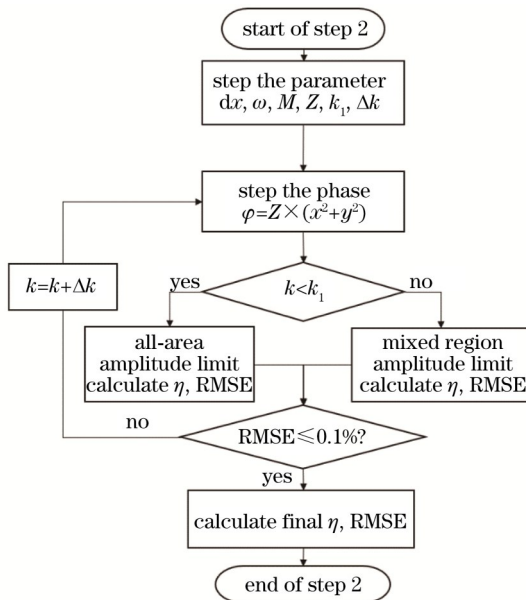 start of step 2
step the parameter
dx, ω, M, Z, k₁, Δk
step the phase
φ=Z×(x²+y²)
k=k+Δk
yes
k<k₁
no
all-area
amplitude limit
calculate η, RMSE
mixed region
amplitude limit
calculate η, RMSE
no
RMSE≤0.1%?
yes
calculate final η, RMSE
end of step 2